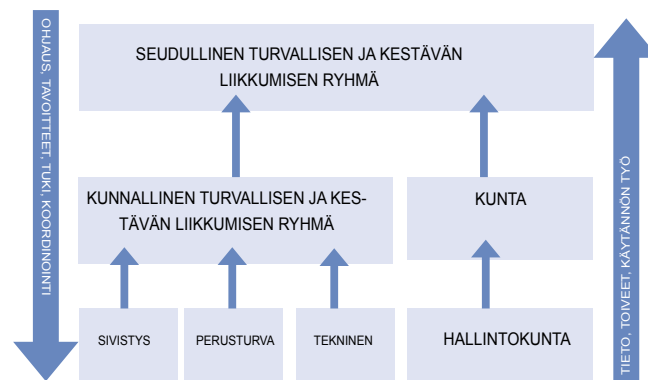 OHJAUS, TAVOITTELET, TUKI, KOORDINOINTI
SEUDULLINEN TURVALLISEN JA KESTÄVÄN
LIIKKUMISEN RYHMÄ
KUNNALLINEN TURVALLISEN JA KES-
TÄVÄN LIIKKUMISEN RYHMÄ
KUNTA
SIVISTYS
PERUSTURVA
TEKNINEN
HALLINTOKUNTA
TIETO, TOIVEET, KÄYTÄNNÖN TYÖ